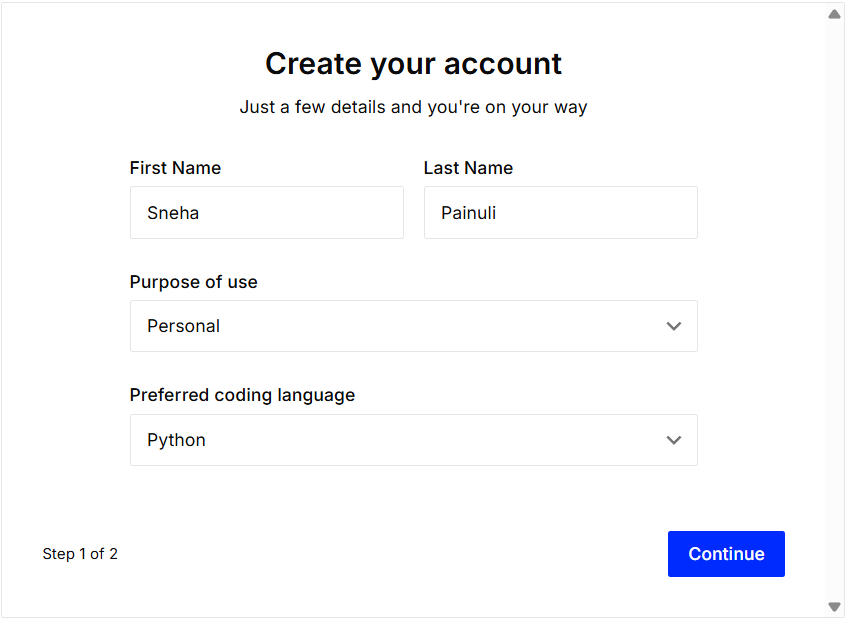 Create your account
Just a few details and you're on your way
First Name Last Name
Sneha Painuli
Purpose of use
Personal
Preferred coding language
Python
Step 1 of 2 Continue